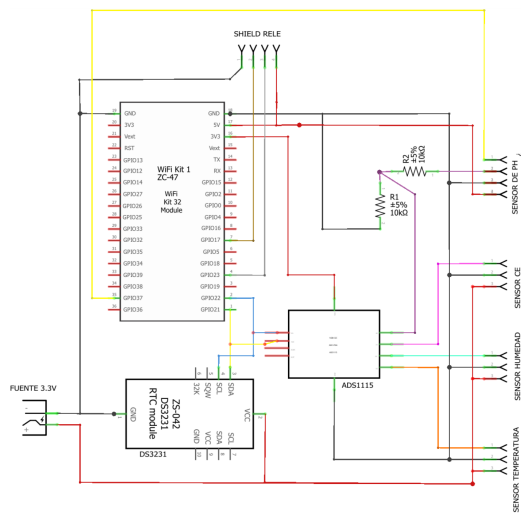 SHIELD RELE
GND
3V3
Vext
RST
GPIO13
GPIO12
GPIO14
GPIO27
GPIO26
GPIO25
GPIO33
GPIO32
GPIO35
GPIO34
GPIO39
GPIO38
GPIO37
GPIO36
WiFi Kit 1
ZC-47
WiFi
Kit 32
Module
GND
5V
3V3
Vext
TX
RX
GPIO15
GPIO2
GPIO0
GPIO4
GPIO16
GPIO17
GPIO5
GPIO18
GPIO23
GPIO19
GPIO22
GPIO21
R2
±5%
10kΩ
R1
±5%
10kΩ
SENSOR DE PH
SENSOR CE
SENSOR HUMEDAD
SENSOR TEMPERATURA
ADS1115
FUENTE 3.3V
-
+
32K
SQW
SCL
SDA
GND
ZS-042
DS3231
RTC module
VCC
GND
VCC
SDA
SCL
DS3231